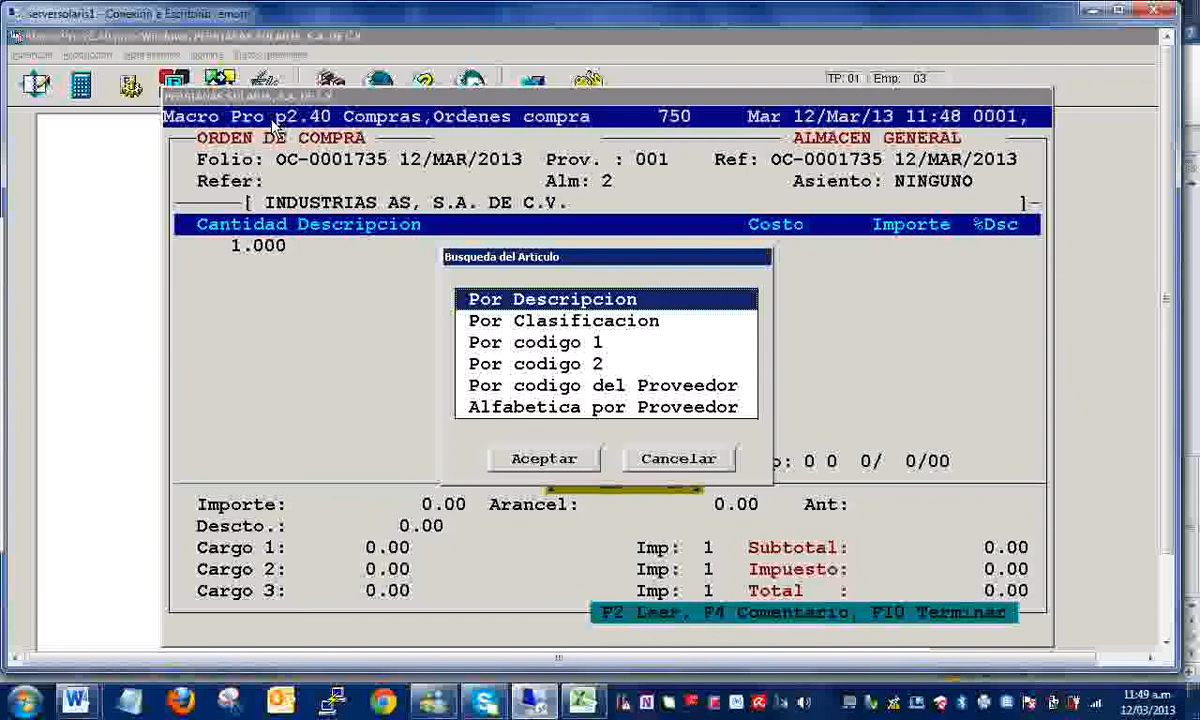 serversolaris1 - Conexión a Escritorio remoto
TP: 01 Emp: 03
PERSIANAS SOLARIS, S.A. DE C.V.
Macro Pro p2.40 Compras,Ordenes compra 750 Mar 12/Mar/13 11:48 0001,
ORDEN DE COMPRA ALMACEN GENERAL
Folio: OC-0001735 12/MAR/2013 Prov. : 001 Ref: OC-0001735 12/MAR/2013
Refer: Alm: 2 Asiento: NINGUNO
[ INDUSTRIAS AS, S.A. DE C.V. ]
Cantidad Descripcion Costo Importe %Dsc
1.000
Busqueda del Articulo
Por Descripcion
Por Clasificacion
Por codigo 1
Por codigo 2
Por codigo del Proveedor
Alfabetica por Proveedor
Aceptar Cancelar
p: 0 0 0/ 0/00
Importe: 0.00 Arancel: 0.00 Ant:
Descto.: 0.00
Cargo 1: 0.00 Imp: 1 Subtotal: 0.00
Cargo 2: 0.00 Imp: 1 Impuesto: 0.00
Cargo 3: 0.00 Imp: 1 Total : 0.00
F2 Leer, F4 Comentario, F10 Terminar
11:49 a.m.
12/03/2013